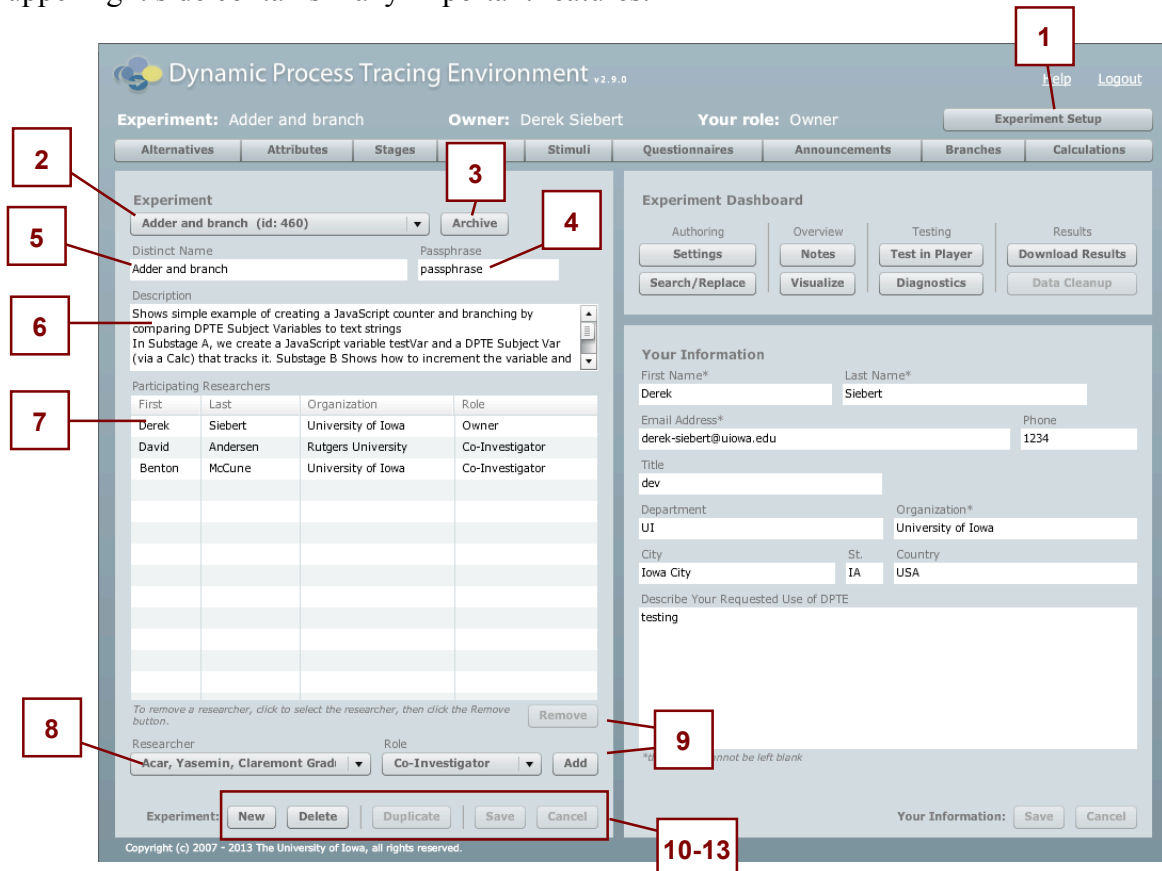 1
Dynamic Process Tracing Environment v2.9.0
Help Logout
Experiment: Adder and branch Owner: Derek Siebert Your role: Owner
Experiment Setup
Alternatives Attributes Stages Stimuli Questionnaires Announcements Branches Calculations
2
3
4
5
6
7
8
9
10-13
Experiment
Adder and branch (id: 460) Archive
Distinct Name Passphrase
Adder and branch passphrase
Description
Shows simple example of creating a JavaScript counter and branching by
comparing DPTE Subject Variables to text strings
In Substage A, we create a JavaScript variable testVar and a DPTE Subject Var
(via a Calc) that tracks it. Substage B Shows how to increment the variable and
Participating Researchers
First Last Organization Role
Derek Siebert University of Iowa Owner
David Andersen Rutgers University Co-Investigator
Benton McCune University of Iowa Co-Investigator
To remove a researcher, click to select the researcher, then click the Remove
button.
Remove
Researcher Role
Acar, Yasemin, Claremont Gradu Co-Investigator Add
Experiment: New Delete Duplicate Save Cancel
Copyright (c) 2007 - 2013 The University of Iowa, all rights reserved.
Experiment Dashboard
Authoring Overview Testing Results
Settings Notes Test in Player Download Results
Search/Replace Visualize Diagnostics Data Cleanup
Your Information
First Name* Last Name*
Derek Siebert
Email Address* Phone
derek-siebert@uiowa.edu 1234
Title
dev
Department Organization*
UI University of Iowa
City St. Country
Iowa City IA USA
Describe Your Requested Use of DPTE
testing
cannot be left blank
Your Information: Save Cancel